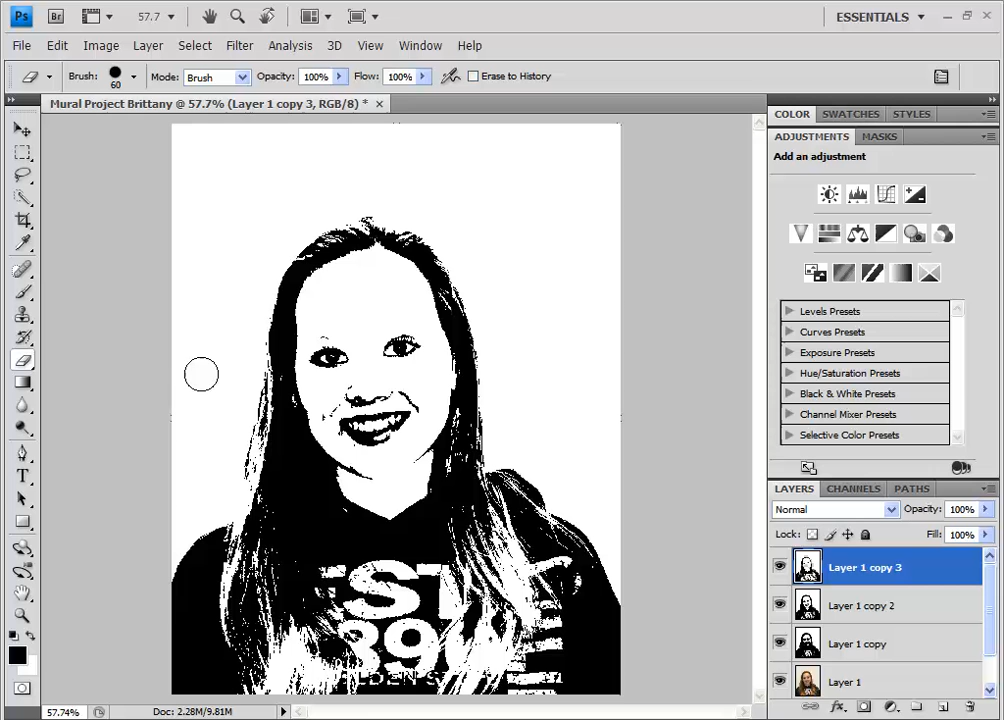 Ps Br 57.7 ESSENTIALS
File Edit Image Layer Select Filter Analysis 3D View Window Help
Brush: 60 Mode: Brush Opacity: 100% Flow: 100% Erase to History
Mural Project Brittany @ 57.7% (Layer 1 copy 3, RGB/8) *
COLOR SWATCHES STYLES
ADJUSTMENTS MASKS
Add an adjustment
Levels Presets
Curves Presets
Exposure Presets
Hue/Saturation Presets
Black & White Presets
Channel Mixer Presets
Selective Color Presets
LAYERS CHANNELS PATHS
Normal Opacity: 100%
Lock: Fill: 100%
Layer 1 copy 3
Layer 1 copy 2
Layer 1 copy
Layer 1
EST
89
57.74% Doc: 2.28M/9.81M